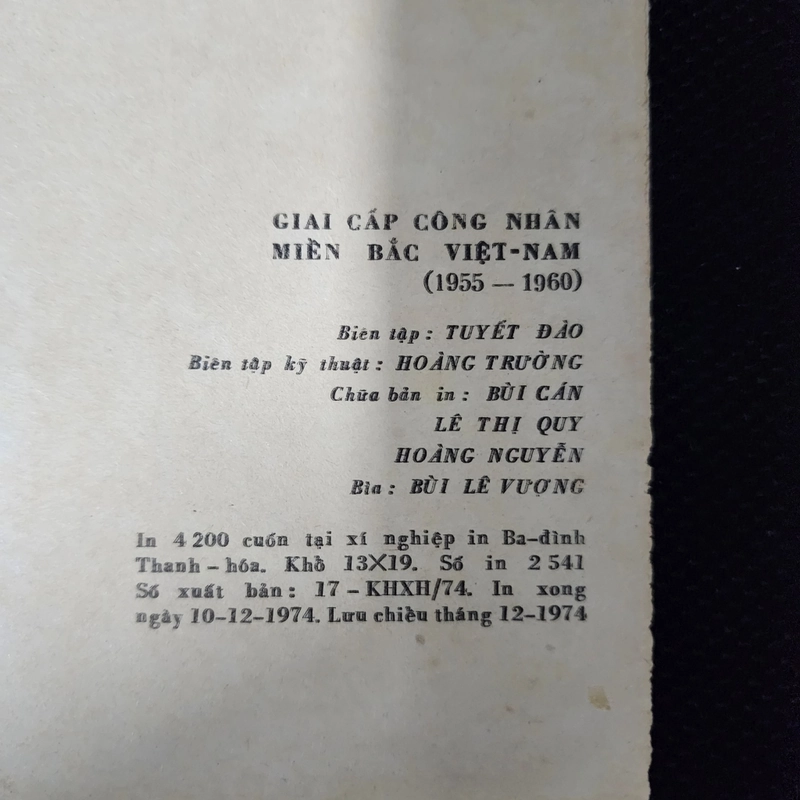 GIAI CẤP CÔNG NHÂN
MIỀN BẮC VIỆT-NAM
(1955 — 1960)
Biên tập : TUYẾT ĐÀO
Biên tập kỹ thuật : HOÀNG TRƯỜNG
Chữa bản in : BÙI CÁN
LÊ THỊ QUY
HOÀNG NGUYỄN
Bìa : BÙI LÊ VƯỢNG
In 4 200 cuốn tại xí nghiệp in Ba-đình
Thanh-hóa. Khổ 13×19. Số in 2 541
Số xuất bản : 17 - KHXH/74. In xong
ngày 10-12-1974. Lưu chiểu tháng 12-1974